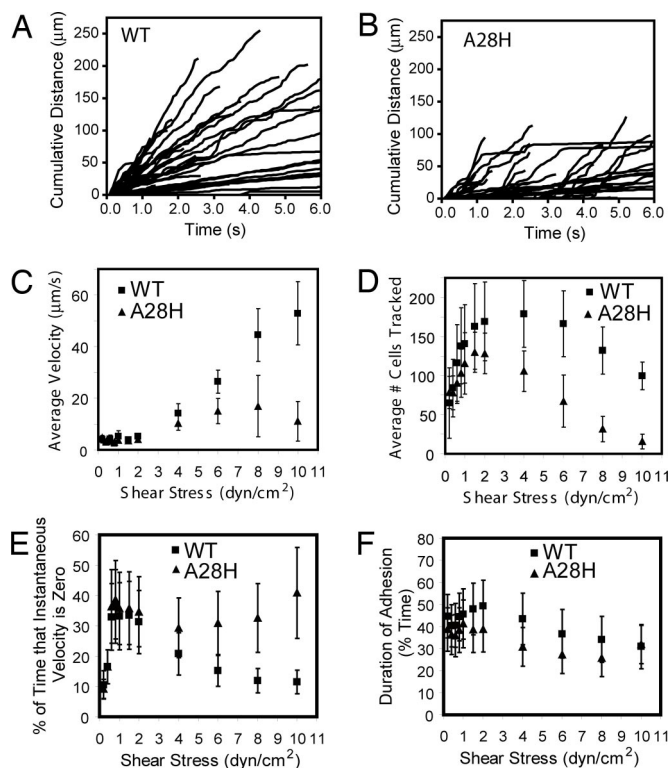 A
WT
Cumulative Distance (µm)
250
200
150
100
50
0
0.0 1.0 2.0 3.0 4.0 5.0 6.0
Time (s)
B
A28H
Cumulative Distance (µm)
250
200
150
100
50
0
0.0 1.0 2.0 3.0 4.0 5.0 6.0
Time (s)
C
WT
A28H
Average Velocity (µm/s)
60
40
20
0
0 1 2 3 4 5 6 7 8 9 10 11
Shear Stress (dyn/cm²)
D
WT
A28H
Average # Cells Tracked
200
150
100
50
0
0 1 2 3 4 5 6 7 8 9 10 11
Shear Stress (dyn/cm²)
E
WT
A28H
% of Time that Instantaneous
Velocity is Zero
60
50
40
30
20
10
0
0 1 2 3 4 5 6 7 8 9 10 11
Shear Stress (dyn/cm²)
F
WT
A28H
Duration of Adhesion
(% Time)
80
70
60
50
40
30
20
10
0
0 1 2 3 4 5 6 7 8 9 10 11
Shear Stress (dyn/cm²)